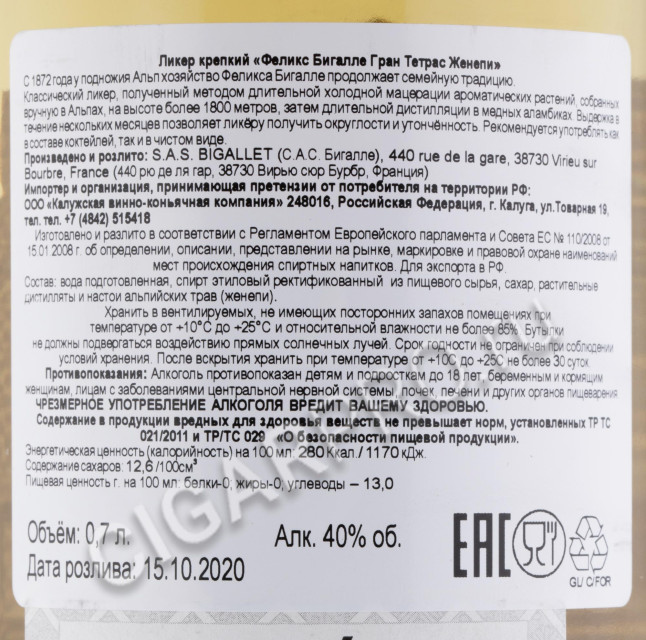 Ликер крепкий «Феликс Бигалле Гран Тетрас Женепи»
С 1872 года у подножия Альп хозяйство Феликса Бигалле продолжает семейную традицию.
Классический ликер, полученный методом длительной холодной мацерации ароматических растений, собранных
вручную в Альпах, на высоте более 1800 метров, затем длительной дистилляции в медных аламбиках. Выдержка в
течение нескольких месяцев позволяет ликёру получить округлости и утончённость. Рекомендуется употреблять как
в составе коктейлей, так и в чистом виде.
Произведено и розлито: S.A.S. BIGALLET (С.А.С. Бигалле), 440 rue de la gare, 38730 Virieu sur
Bourbre, France (440 рю де ля гар, 38730 Вирью сюр Бурбр, Франция)
Импортер и организация, принимающая претензии от потребителя на территории РФ:
ООО «Калужская винно-коньячная компания» 248016, Российская Федерация, г. Калуга, ул.Товарная 19,
тел. тел. +7 (4842) 515418
Изготовлено и разлито в соответствии с Регламентом Европейского парламента и Совета ЕС № 110/2008 от
15.01 2008 г. об определении, описании, представлении на рынке, маркировке и правовой охране наименований
мест происхождения спиртных напитков. Для экспорта в РФ.
Состав: вода подготовленная, спирт этиловый ректификованный из пищевого сырья, сахар, растительные
дистилляты и настои альпийских трав (женепи).
Хранить в вентилируемых, не имеющих посторонних запахов помещениях при
температуре от +10°С до +25°С и относительной влажности не более 85%. Бутылки
не должны подвергаться воздействию прямых солнечных лучей. Срок годности не ограничен при соблюдении
условий хранения. После вскрытия хранить при температуре от +10С до +25С не более 30 суток.
Противопоказания: Алкоголь противопоказан детям и подросткам до 18 лет, беременным и кормящим
женщинам, лицам с заболеваниями центральной нервной системы, почек, печени и других органов пищеварения
ЧРЕЗМЕРНОЕ УПОТРЕБЛЕНИЕ АЛКОГОЛЯ ВРЕДИТ ВАШЕМУ ЗДОРОВЬЮ.
Содержание в продукции вредных для здоровья веществ не превышает норм, установленных ТР ТС
021/2011 и ТР/ТС 029 «О безопасности пищевой продукции».
Энергетическая ценность (калорийность) на 100 мл: 280 Ккал./ 1170 кДж.
Содержание сахаров: 12,6 /100см³
Пищевая ценность г. на 100 мл: белки-0; жиры-0; углеводы – 13,0
Объём: 0,7 л.
Алк. 40% об.
Дата розлива: 15.10.2020
EAC
GL/ C/FOR
CIGARPRO.RU